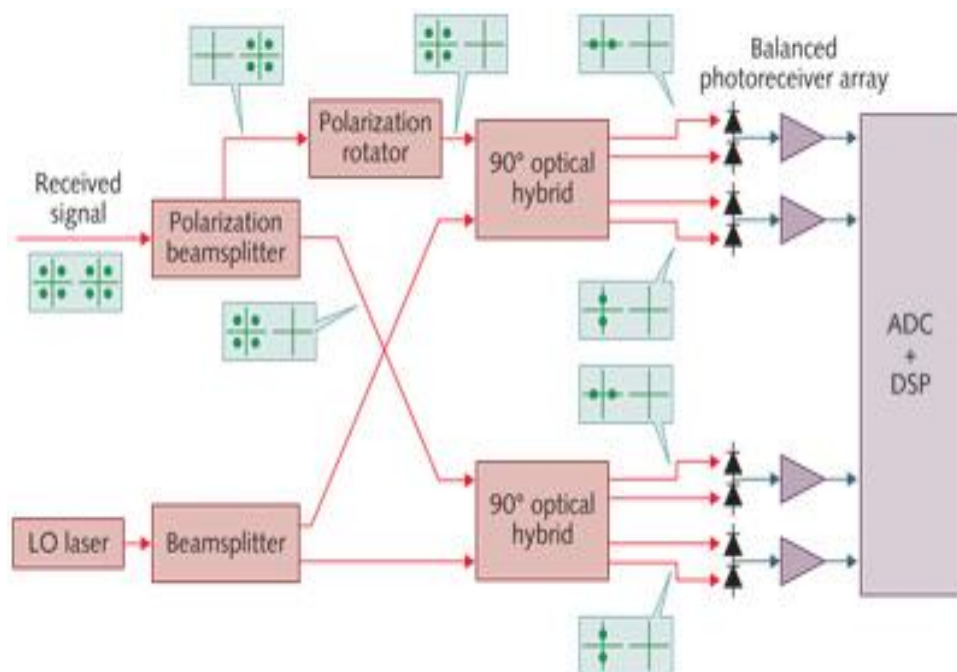 Balanced
photoreceiver array
Polarization
rotator
90° optical
hybrid
Received
signal
Polarization
beamsplitter
ADC
+
DSP
90° optical
hybrid
LO laser
Beamsplitter